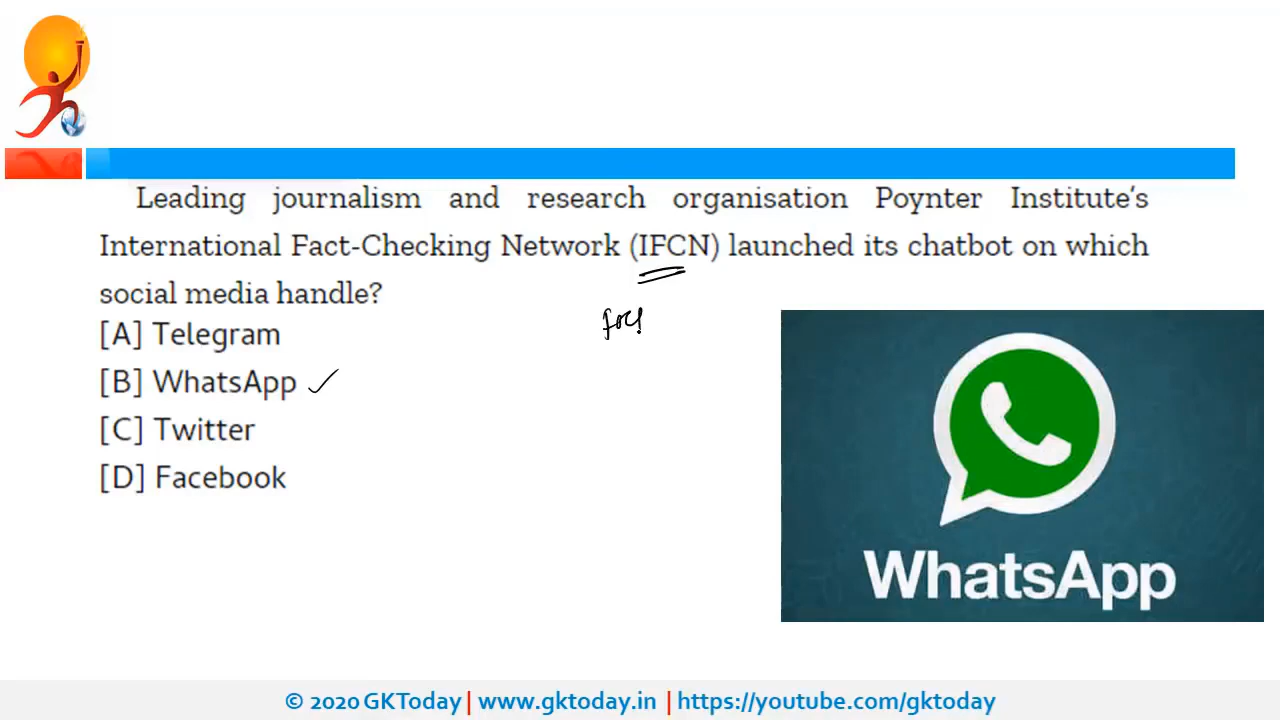 Leading journalism and research organisation Poynter Institute's
International Fact-Checking Network (IFCN) launched its chatbot on which
social media handle?
[A] Telegram
[B] WhatsApp
[C] Twitter
[D] Facebook
WhatsApp
© 2020 GKToday | www.gktoday.in | https://youtube.com/gktoday